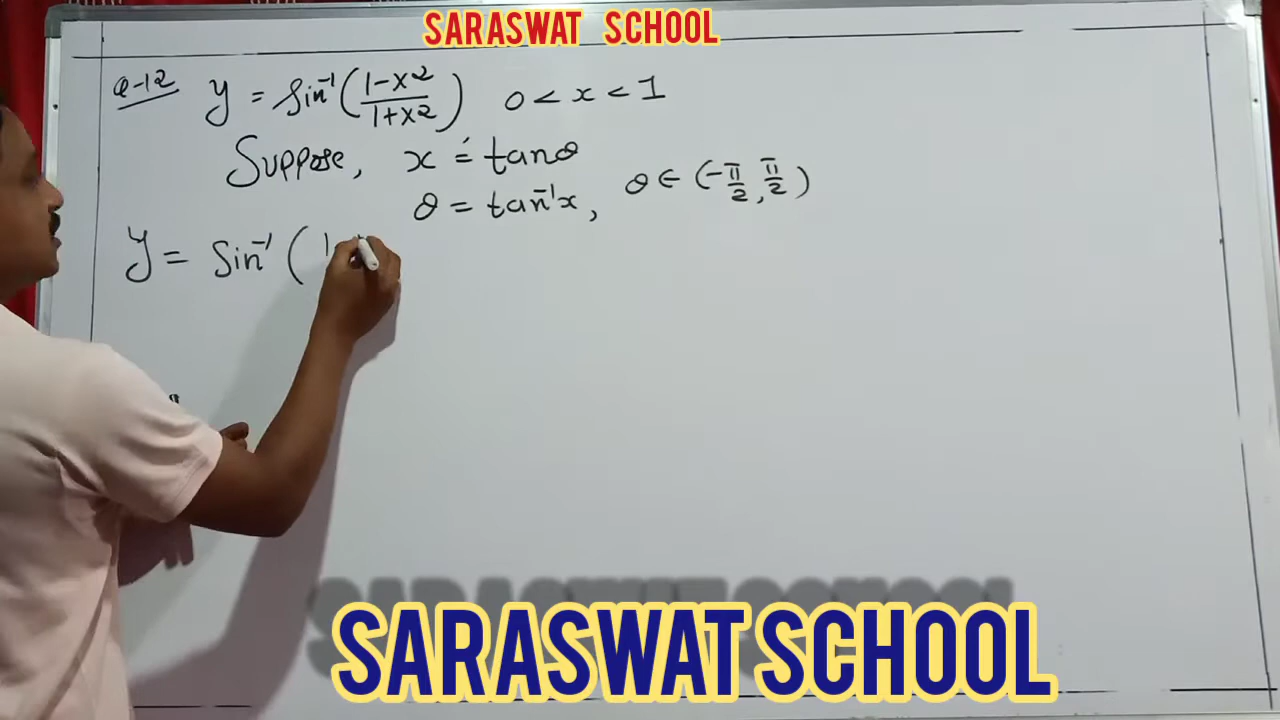 SARASWAT SCHOOL
Q-12 y = sin⁻¹(1-x²/1+x²) 0 < x < 1
Suppose, x = tanθ
θ = tan⁻¹x, θ ∈ (-π/2, π/2)
y = sin⁻¹ (1-
SARASWAT SCHOOL